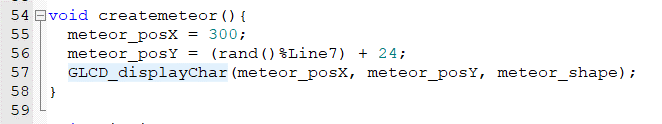 54 void createmeteor(){
55 meteor_posX = 300;
56 meteor_posY = (rand()%Line7) + 24;
57 GLCD_displayChar(meteor_posX, meteor_posY, meteor_shape);
58 }
59